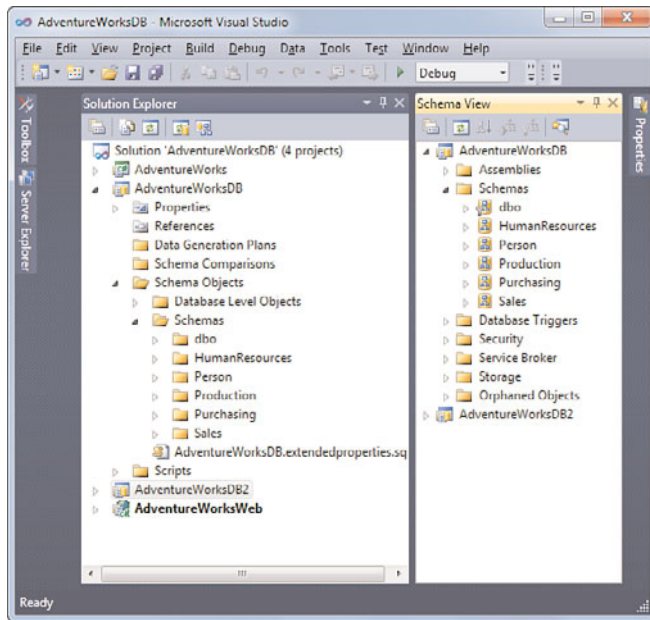 AdventureWorksDB - Microsoft Visual Studio
File Edit View Project Build Debug Data Tools Test Window Help
Debug
Toolbox
Server Explorer
Solution Explorer
Solution 'AdventureWorksDB' (4 projects)
AdventureWorks
AdventureWorksDB
Properties
References
Data Generation Plans
Schema Comparisons
Schema Objects
Database Level Objects
Schemas
dbo
HumanResources
Person
Production
Purchasing
Sales
AdventureWorksDB.extendedproperties.sq
Scripts
AdventureWorksDB2
AdventureWorksWeb
Schema View
AdventureWorksDB
Assemblies
Schemas
dbo
HumanResources
Person
Production
Purchasing
Sales
Database Triggers
Security
Service Broker
Storage
Orphaned Objects
AdventureWorksDB2
Properties
Ready